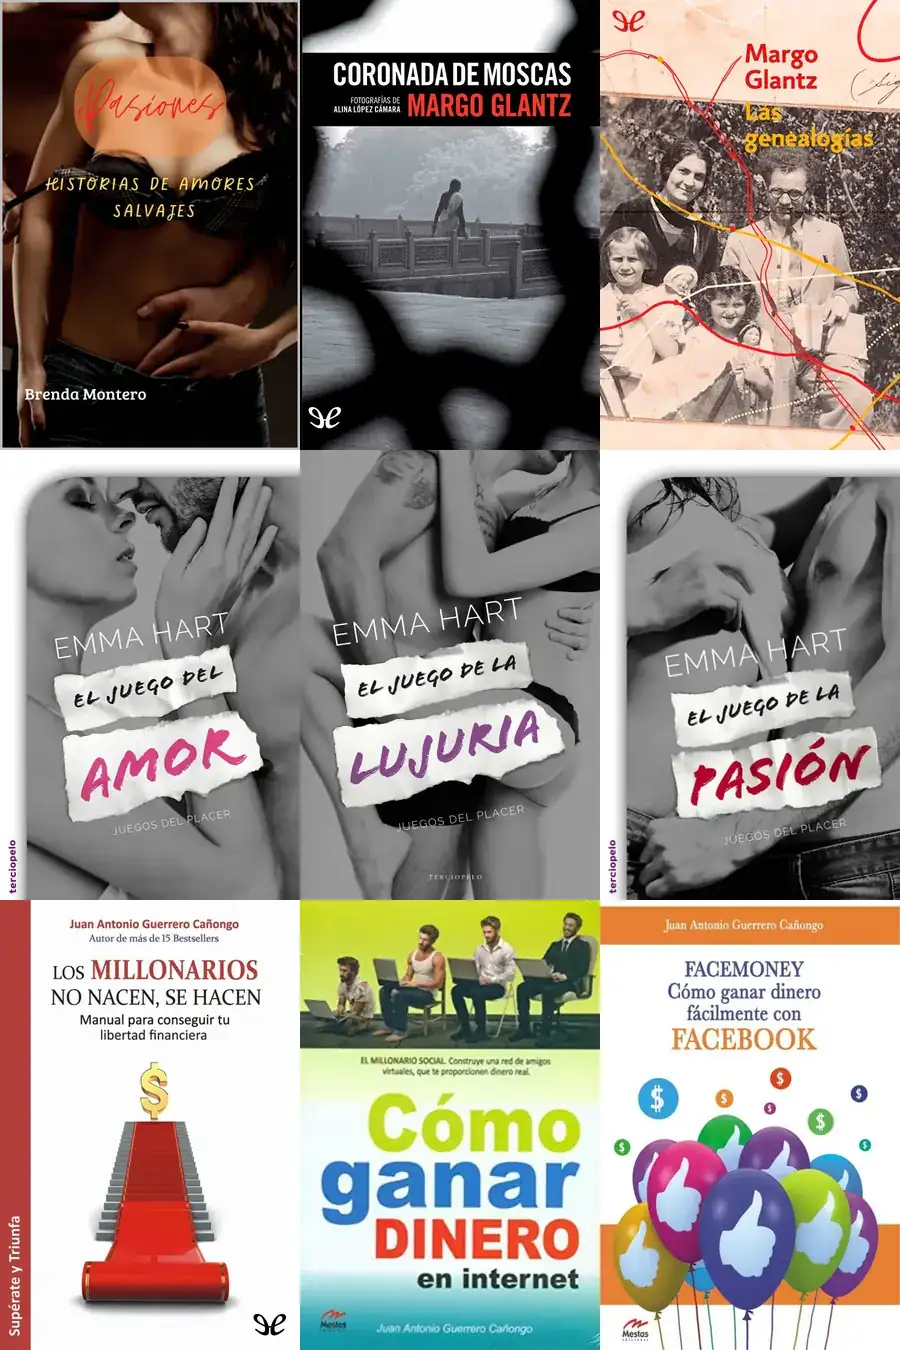 Pasiones
HISTORIAS DE AMORES
SALVAJES
Brenda Montero
CORONADA DE MOSCAS
FOTOGRAFÍAS DE
ALINA LÓPEZ CÁMARA
MARGO GLANTZ
Margo
Glantz
Las
genealogías
EMMA HART
EL JUEGO DEL
AMOR
JUEGOS DEL PLACER
terciopelo
EMMA HART
EL JUEGO DE LA
LUJURIA
JUEGOS DEL PLACER
TERCIOPELO
EMMA HART
EL JUEGO DE LA
PASIÓN
JUEGOS DEL PLACER
terciopelo
Juan Antonio Guerrero Cañongo
Autor de más de 15 Bestsellers
LOS MILLONARIOS
NO NACEN, SE HACEN
Manual para conseguir tu
libertad financiera
$
Supérate y Triunfa
EL MILLONARIO SOCIAL. Construye una red de amigos
virtuales, que te proporcionen dinero real.
Cómo
ganar
DINERO
en internet
Mestas
Juan Antonio Guerrero Cañongo
Juan Antonio Guerrero Cañongo
FACEMONEY
Cómo ganar dinero
fácilmente con
FACEBOOK
$ $ $ $ $ $ $ $
Mestas